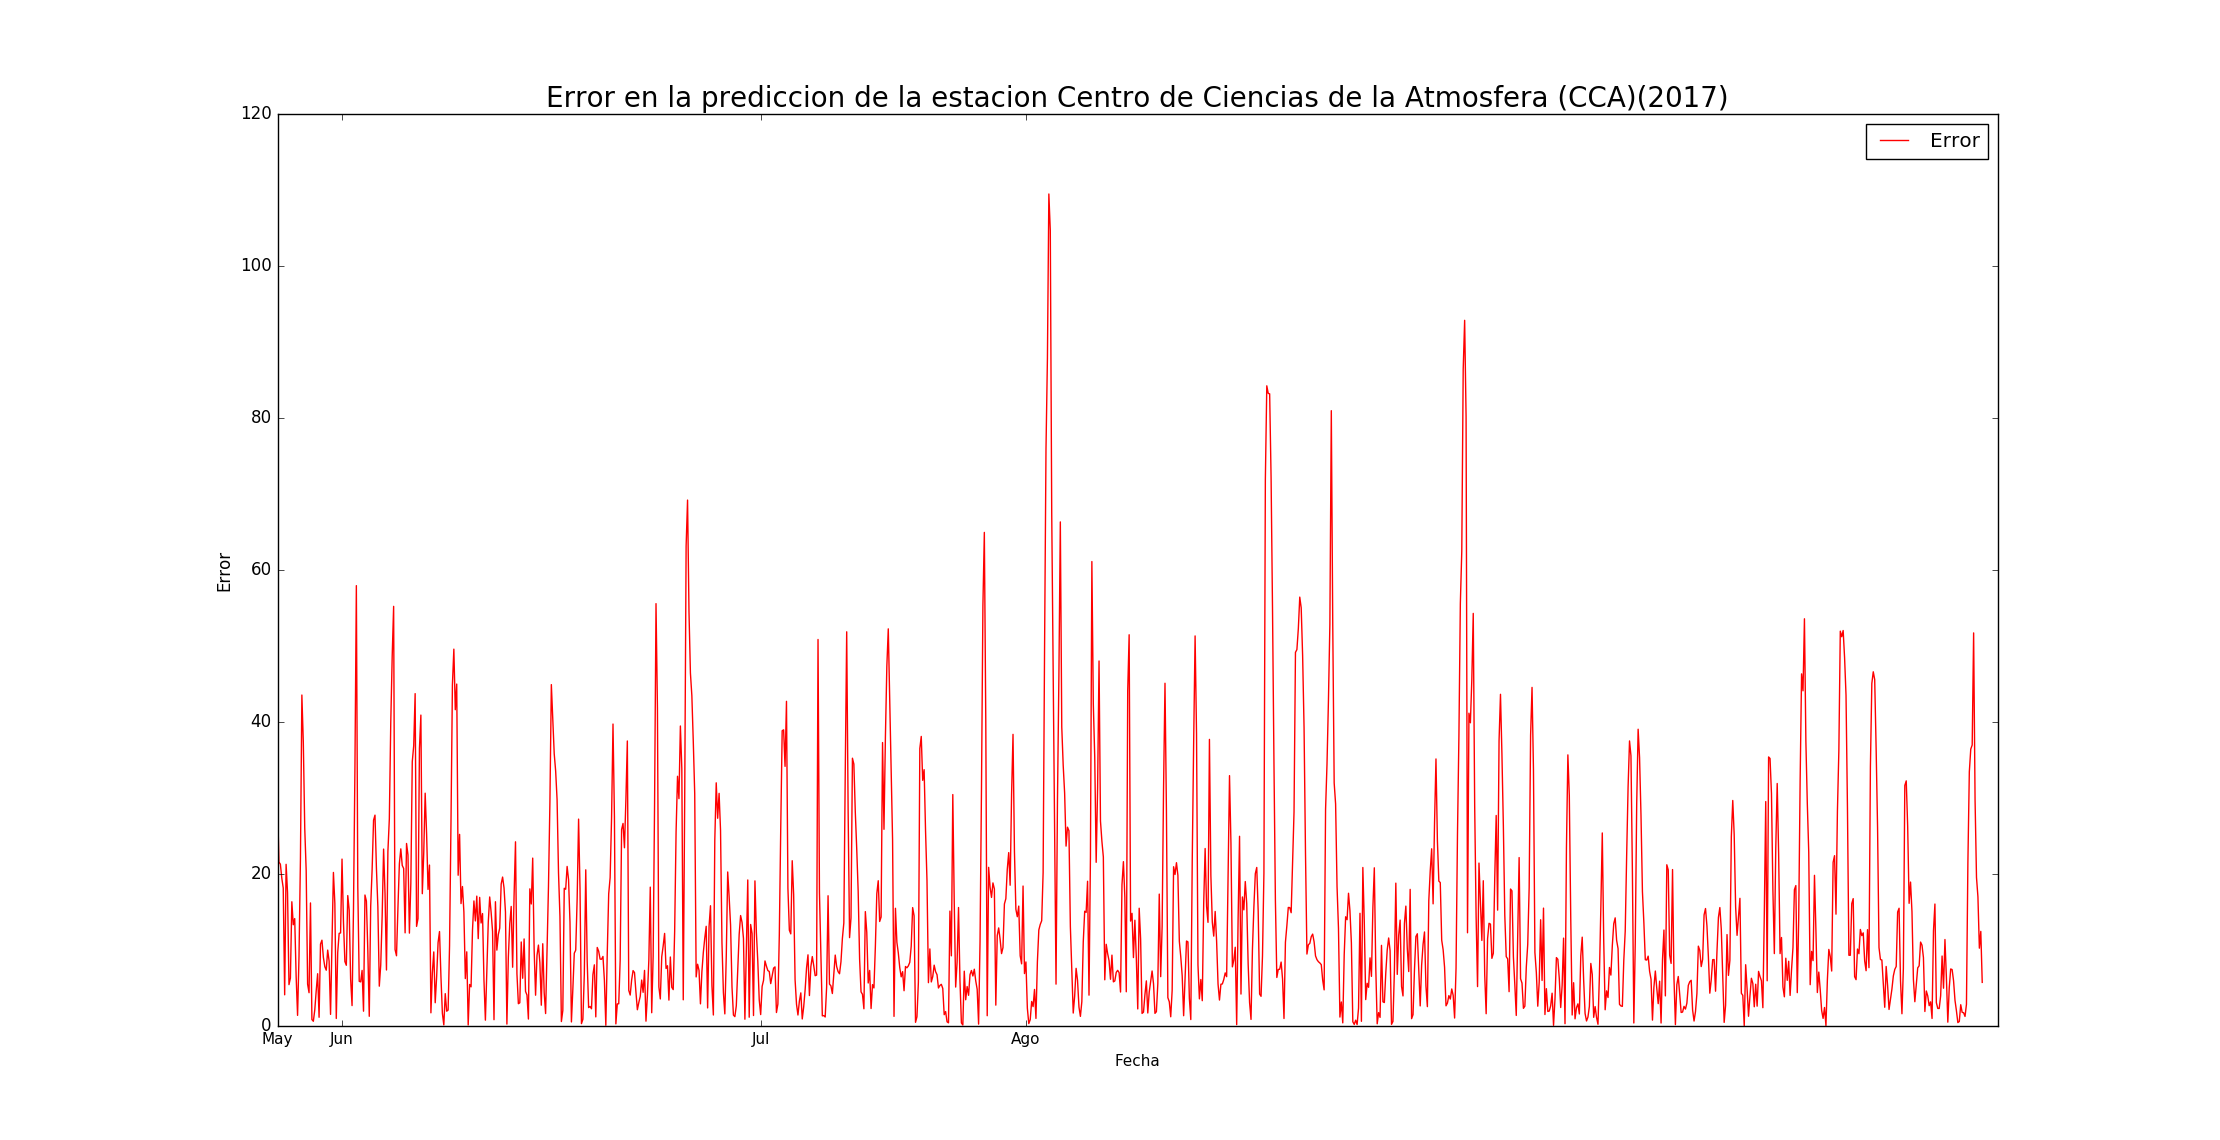 Error en la prediccion de la estacion Centro de Ciencias de la Atmosfera (CCA)(2017)
120
100
80
60
40
20
0
Error
Error
May Jun Jul Ago
Fecha